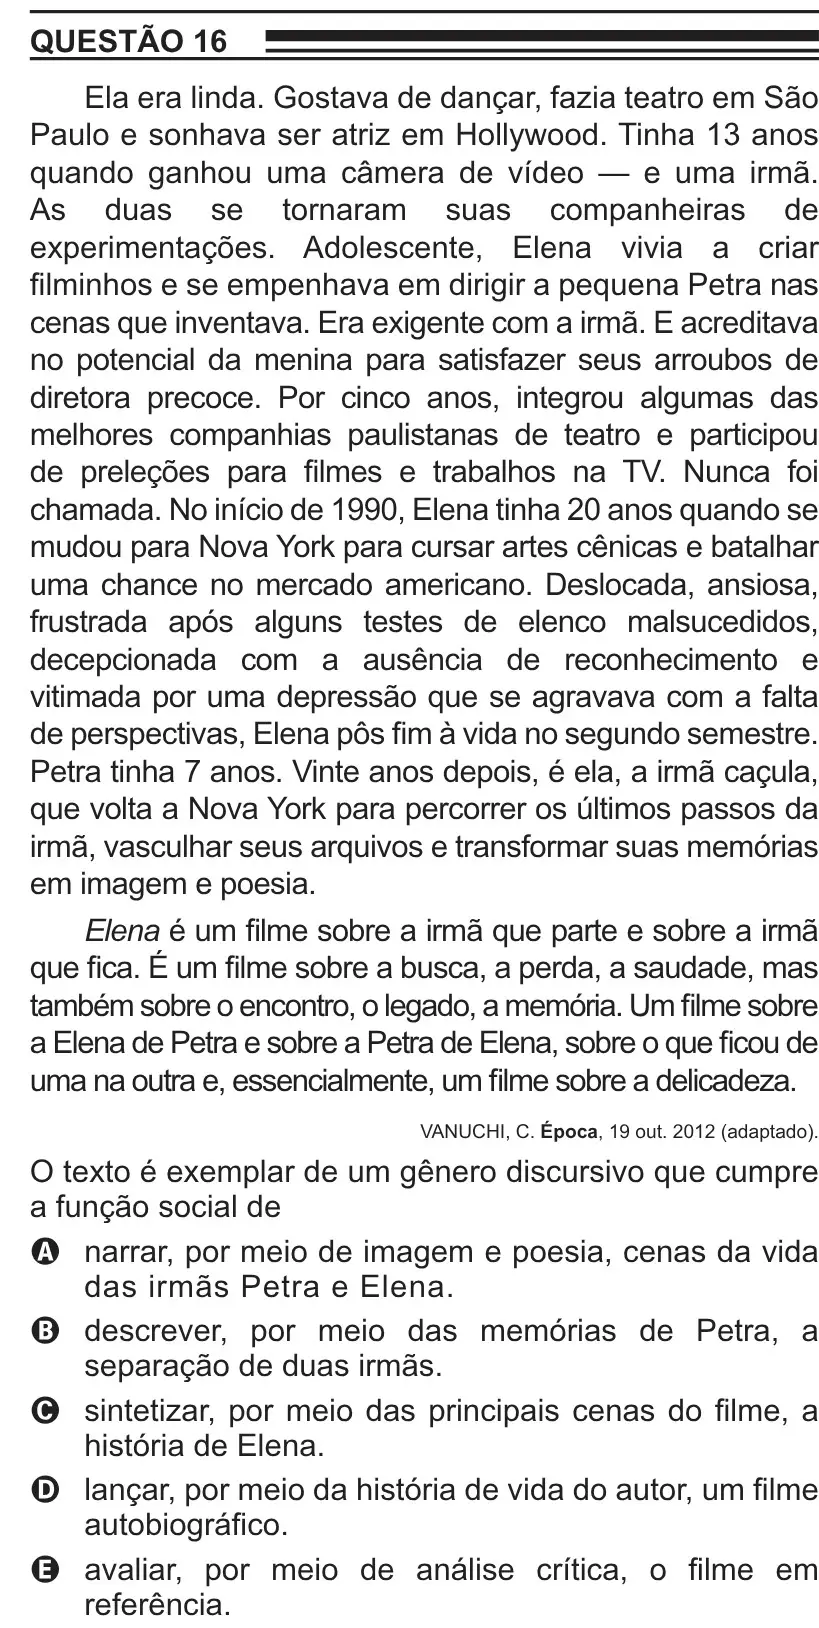 QUESTÃO 16
Ela era linda. Gostava de dançar, fazia teatro em São
Paulo e sonhava ser atriz em Hollywood. Tinha 13 anos
quando ganhou uma câmera de vídeo — e uma irmã.
As duas se tornaram suas companheiras de
experimentações. Adolescente, Elena vivia a criar
filminhos e se empenhava em dirigir a pequena Petra nas
cenas que inventava. Era exigente com a irmã. E acreditava
no potencial da menina para satisfazer seus arroubos de
diretora precoce. Por cinco anos, integrou algumas das
melhores companhias paulistanas de teatro e participou
de preleções para filmes e trabalhos na TV. Nunca foi
chamada. No início de 1990, Elena tinha 20 anos quando se
mudou para Nova York para cursar artes cênicas e batalhar
uma chance no mercado americano. Deslocada, ansiosa,
frustrada após alguns testes de elenco malsucedidos,
decepcionada com a ausência de reconhecimento e
vitimada por uma depressão que se agravava com a falta
de perspectivas, Elena pôs fim à vida no segundo semestre.
Petra tinha 7 anos. Vinte anos depois, é ela, a irmã caçula,
que volta a Nova York para percorrer os últimos passos da
irmã, vasculhar seus arquivos e transformar suas memórias
em imagem e poesia.
Elena é um filme sobre a irmã que parte e sobre a irmã
que fica. É um filme sobre a busca, a perda, a saudade, mas
também sobre o encontro, o legado, a memória. Um filme sobre
a Elena de Petra e sobre a Petra de Elena, sobre o que ficou de
uma na outra e, essencialmente, um filme sobre a delicadeza.
VANUCHI, C. Época, 19 out. 2012 (adaptado).
O texto é exemplar de um gênero discursivo que cumpre
a função social de
A narrar, por meio de imagem e poesia, cenas da vida
das irmãs Petra e Elena.
B descrever, por meio das memórias de Petra, a
separação de duas irmãs.
C sintetizar, por meio das principais cenas do filme, a
história de Elena.
D lançar, por meio da história de vida do autor, um filme
autobiográfico.
E avaliar, por meio de análise crítica, o filme em
referência.